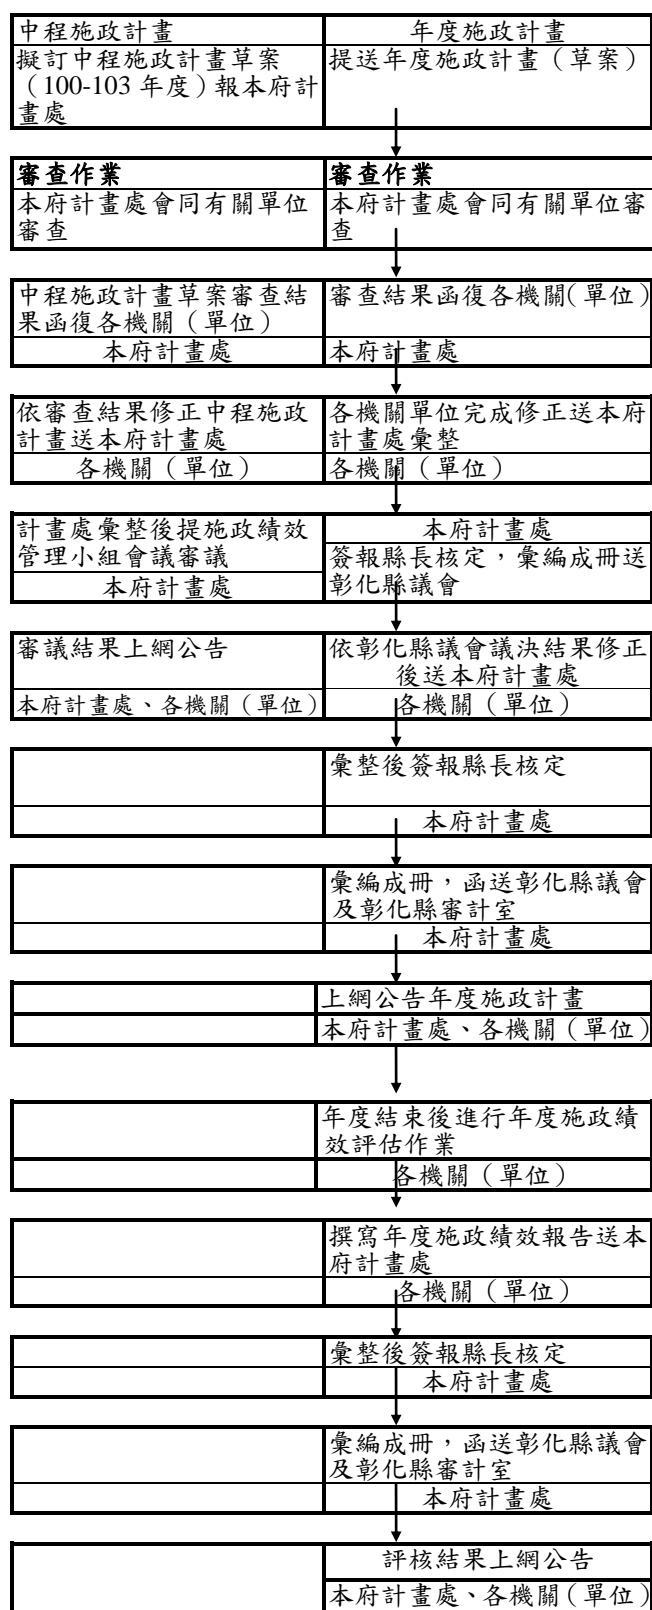 中程施政計畫
年度施政計畫
擬訂中程施政計畫草案
（100-103 年度）報本府計
畫處
提送年度施政計畫（草案）
審查作業
審查作業
本府計畫處會同有關單位
審查
本府計畫處會同有關單位審
查
中程施政計畫草案審查結
果函復各機關（單位）
審查結果函復各機關（單位）
本府計畫處
本府計畫處
依審查結果修正中程施政
計畫送本府計畫處
各機關單位完成修正送本府
計畫處彙整
各機關（單位）
各機關（單位）
計畫處彙整後提施政績效
管理小組會議審議
本府計畫處
本府計畫處
簽報縣長核定，彙編成冊送
彰化縣議會
審議結果上網公告
依彰化縣議會議決結果修正
後送本府計畫處
本府計畫處、各機關（單位）
各機關（單位）
彙整後簽報縣長核定
本府計畫處
彙編成冊，函送彰化縣議會
及彰化縣審計室
本府計畫處
上網公告年度施政計畫
本府計畫處、各機關（單位）
年度結束後進行年度施政績
效評估作業
各機關（單位）
撰寫年度施政績效報告送本
府計畫處
各機關（單位）
彙整後簽報縣長核定
本府計畫處
彙編成冊，函送彰化縣議會
及彰化縣審計室
本府計畫處
評核結果上網公告
本府計畫處、各機關（單位）